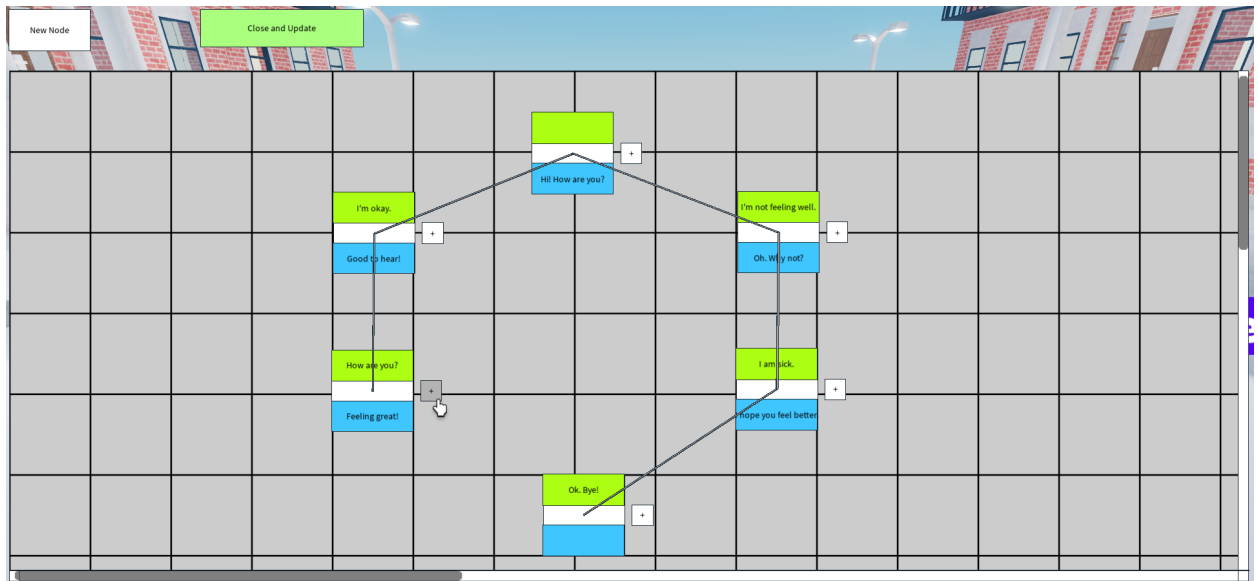 New Node
Close and Update
+
Hi! How are you?
I'm okay.
I'm not feeling well.
+
+
Good to hear!
Oh. Why not?
How are you?
I am sick.
+
+
Feeling great!
hope you feel better
Ok. Bye!
+